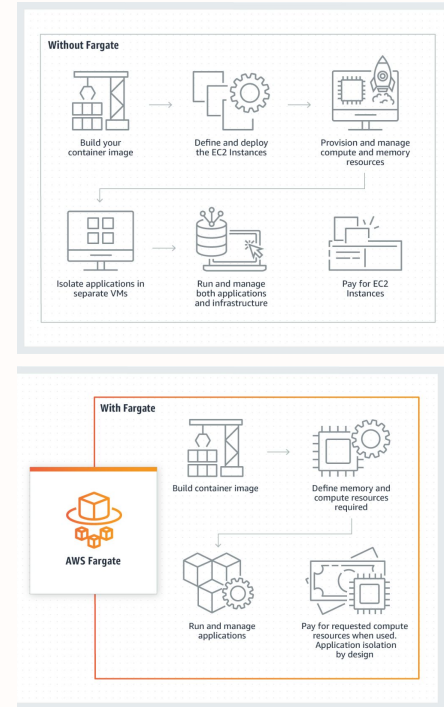 Without Fargate
Build your
container image
Define and deploy
the EC2 Instances
Provision and manage
compute and memory
resources
Isolate applications in
separate VMs
Run and manage
both applications
and infrastructure
Pay for EC2
Instances
With Fargate
AWS Fargate
Build container image
Define memory and
compute resources
required
Run and manage
applications
Pay for requested compute
resources when used.
Application isolation
by design